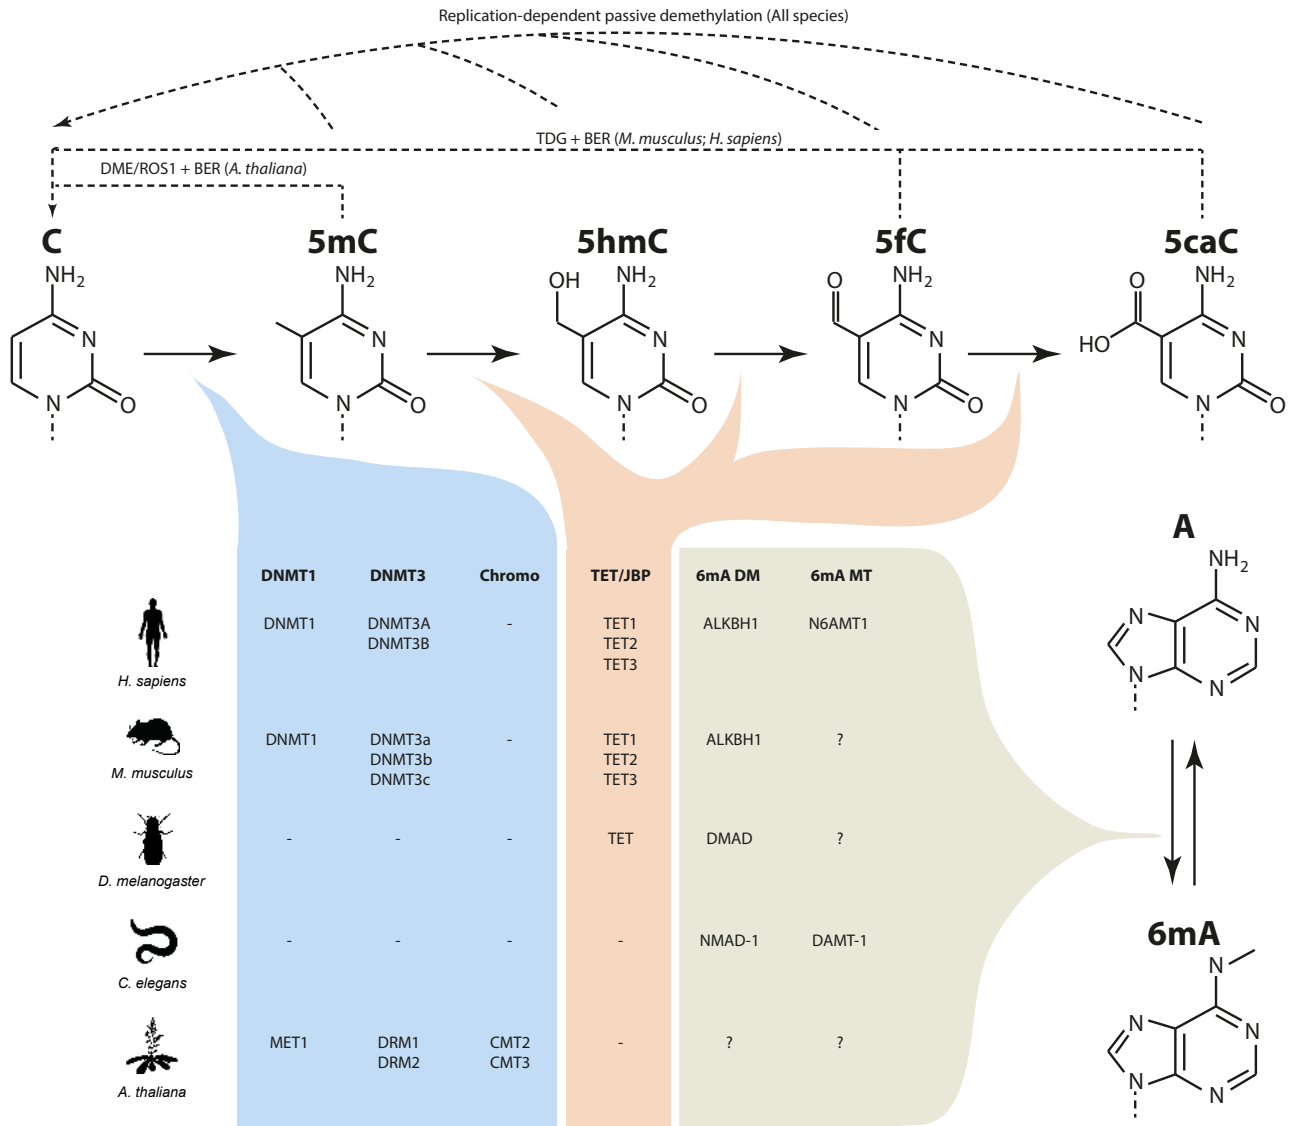 Replication-dependent passive demethylation (All species)
TDG + BER (M. musculus; H. sapiens)
DME/ROS1 + BER (A. thaliana)
C 5mC 5hmC 5fC 5caC
NH2 NH2 OH NH2 O NH2 O NH2
N N N N HO N
N O N O N O N O N O
A
NH2
DNMT1 DNMT3 Chromo TET/JBP 6mA DM 6mA MT
DNMT1 DNMT3A - TET1 ALKBH1 N6AMT1
DNMT3B TET2
TET3
H. sapiens
N N
N N
DNMT1 DNMT3a - TET1 ALKBH1 ?
DNMT3b TET2
DNMT3c TET3
M. musculus
- - - TET DMAD ?
D. melanogaster
- - - - NMAD-1 DAMT-1
C. elegans
6mA
N
N N
N N
MET1 DRM1 CMT2 - ? ?
DRM2 CMT3
A. thaliana